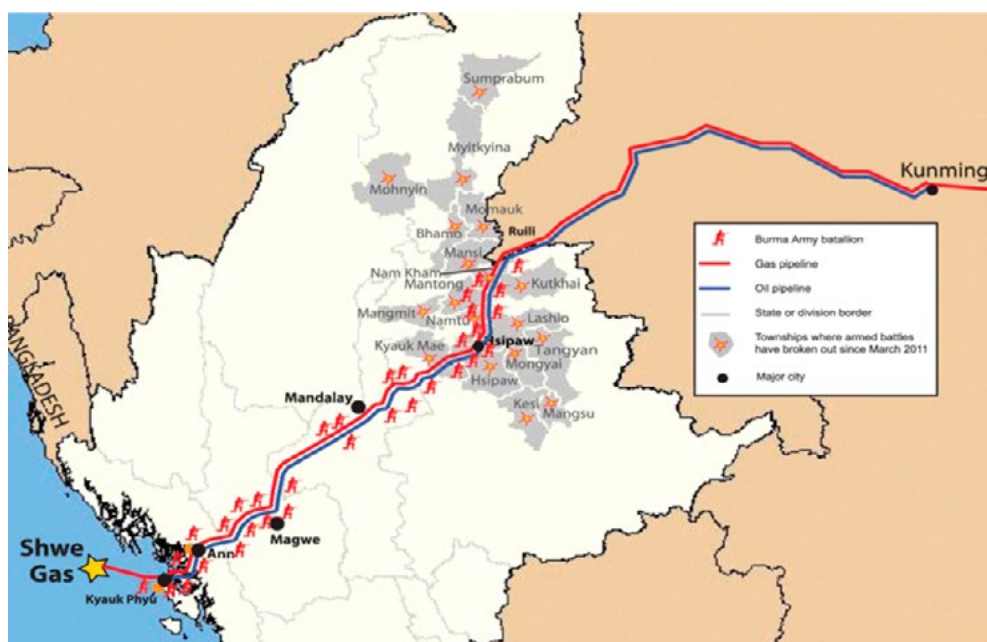 Sumprabum
Myitkyina
Mohnyin
Kunming
Momauk
Bhamo
Ruili
Mansi
Nam Kham
Mantong
Kutkhai
Mangmit
Namtu
Lashio
Hsipaw
Kyauk Mae
Tangyan
Mongyai
Hsipaw
Mandalay
Kesi
Mangsu
Magwe
Ann
Shwe
Gas
Kyauk Phyu
Burma Army batallion
Gas pipeline
Oil pipeline
State or division border
Townships where armed battles
have broken out since March 2011
Major city